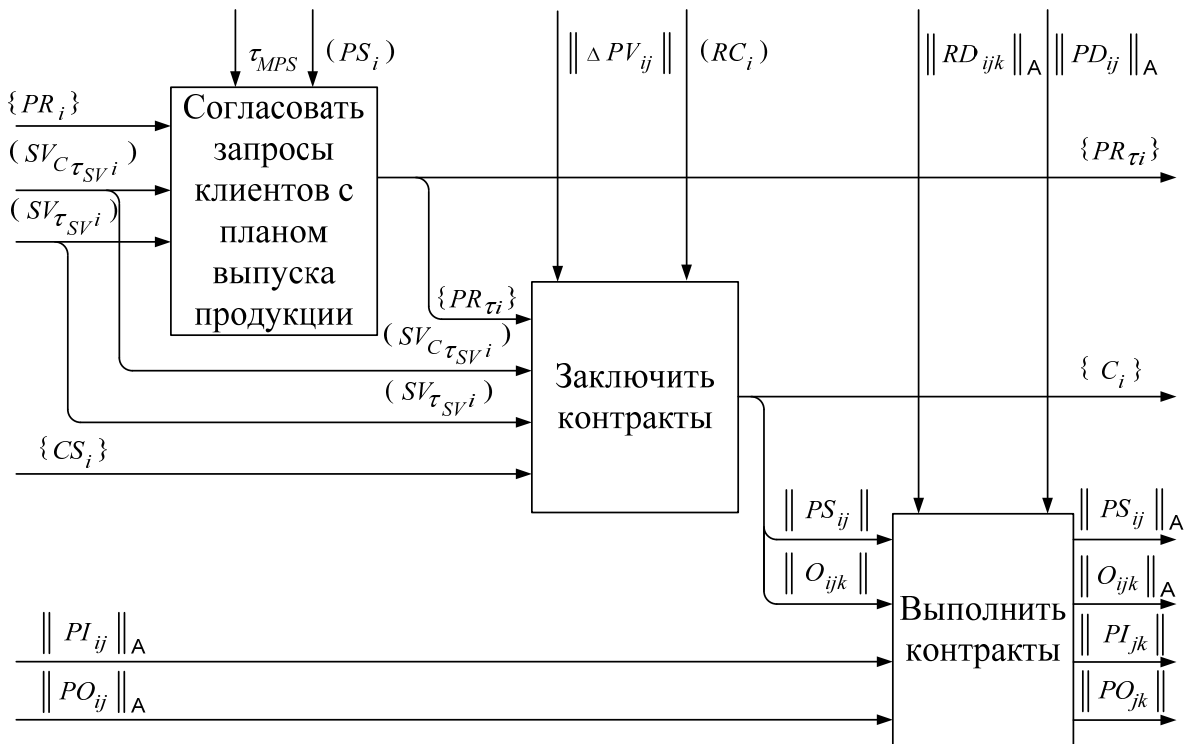 τ_MPS (PS_i) ‖ΔPV_ij‖ (RC_i) ‖RD_ijk‖_A ‖PD_ij‖_A
{PR_i}
(SV_Cτ_SV i)
(SV_τ_SV i)
Согласовать
запросы
клиентов с
планом
выпуска
продукции
{PR_τi}
{PR_τi}
(SV_Cτ_SV i)
(SV_τ_SV i)
{CS_i}
Заключить
контракты
{C_i}
‖PS_ij‖
‖O_ijk‖
‖PI_ij‖_A
‖PO_ij‖_A
Выполнить
контракты
‖PS_ij‖_A
‖O_ijk‖_A
‖PI_jk‖
‖PO_jk‖